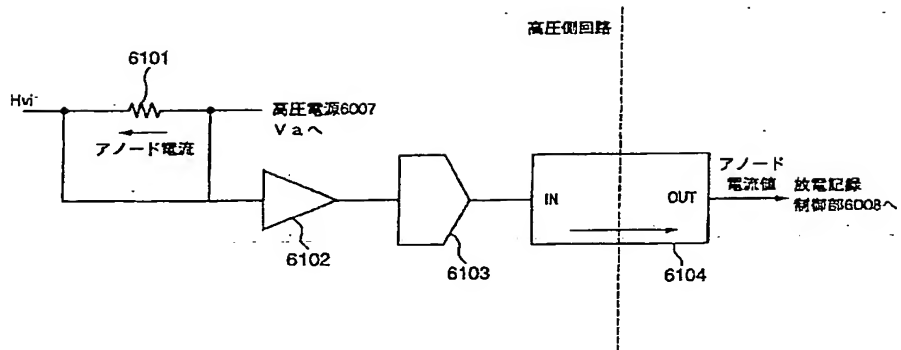 高圧側回路
6101
Hvi
高圧電源6007
Vaへ
アノード電流
IN
OUT
アノード
電流値
放電記録
制御部6008へ
6102
6103
6104